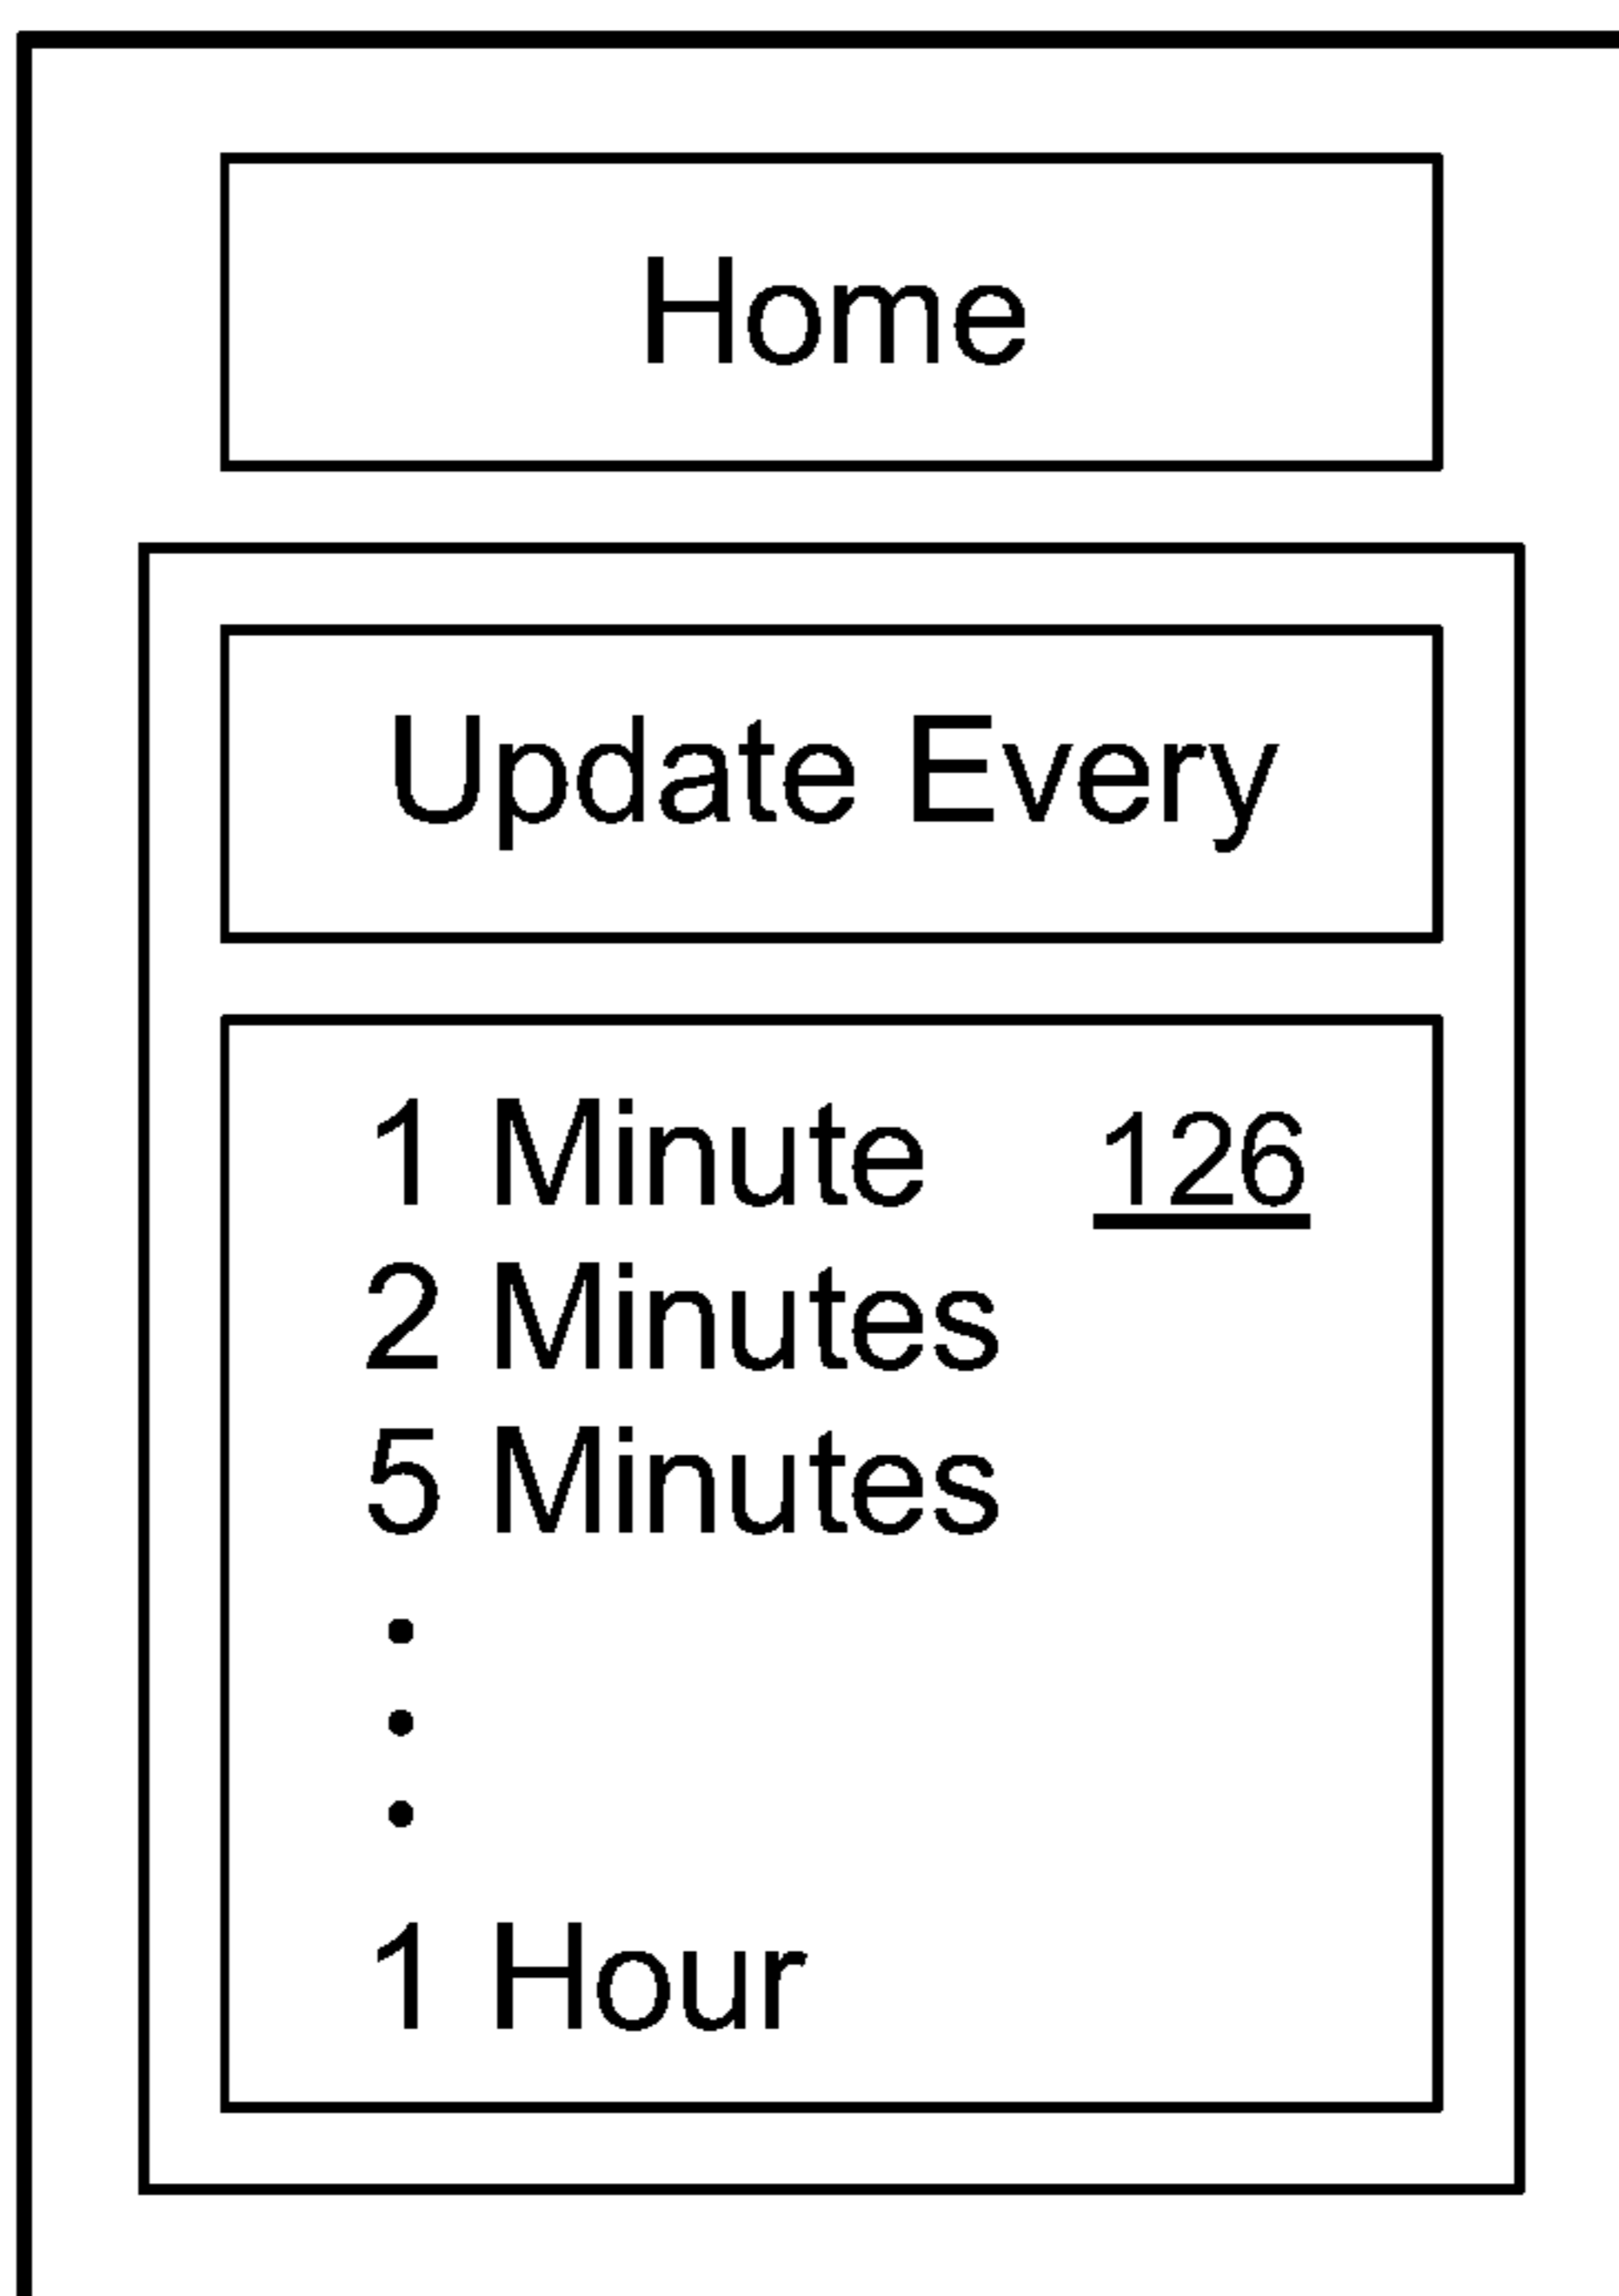 Home
Update Every
1 Minute 126
2 Minutes
5 Minutes
.
.
.
1 Hour